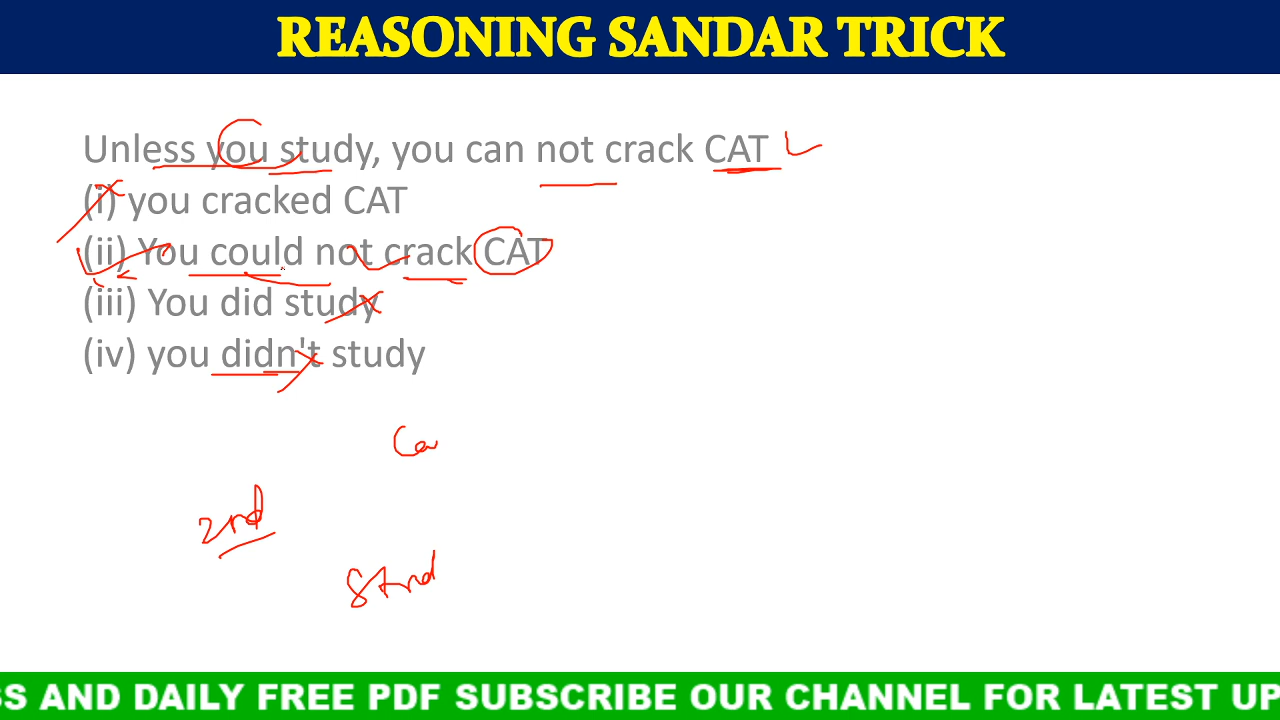 REASONING SANDAR TRICK
Unless you study, you can not crack CAT
(i) you cracked CAT
(ii) You could not crack CAT
(iii) You did study
(iv) you didn't study
Ca
2nd
SS AND DAILY FREE PDF SUBSCRIBE OUR CHANNEL FOR LATEST UP